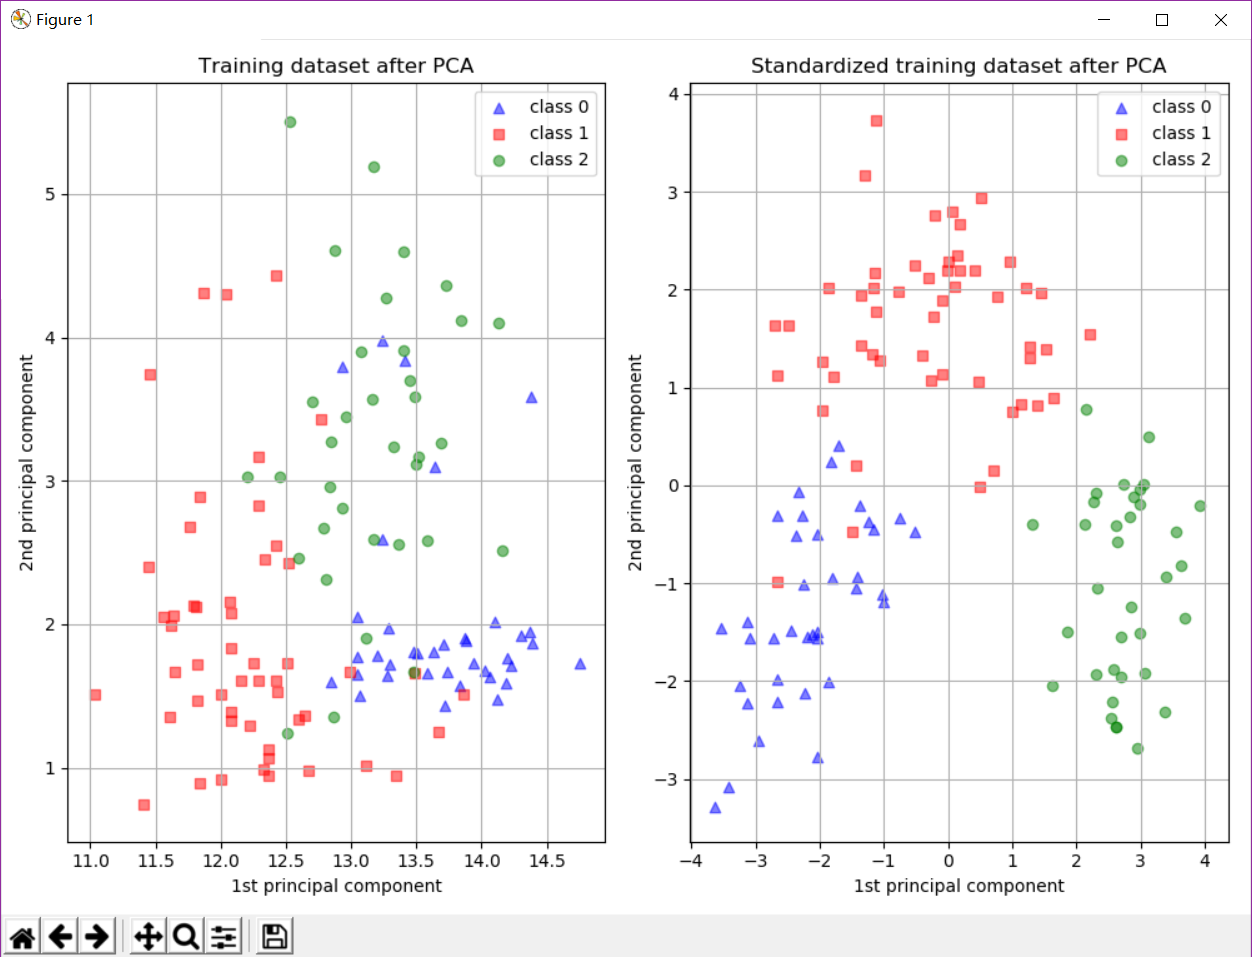 Figure 1
Training dataset after PCA
class 0
class 1
class 2
5
4
3
2
1
2nd principal component
11.0 11.5 12.0 12.5 13.0 13.5 14.0 14.5
1st principal component
Standardized training dataset after PCA
class 0
class 1
class 2
4
3
2
1
0
−1
−2
−3
2nd principal component
−4 −3 −2 −1 0 1 2 3 4
1st principal component